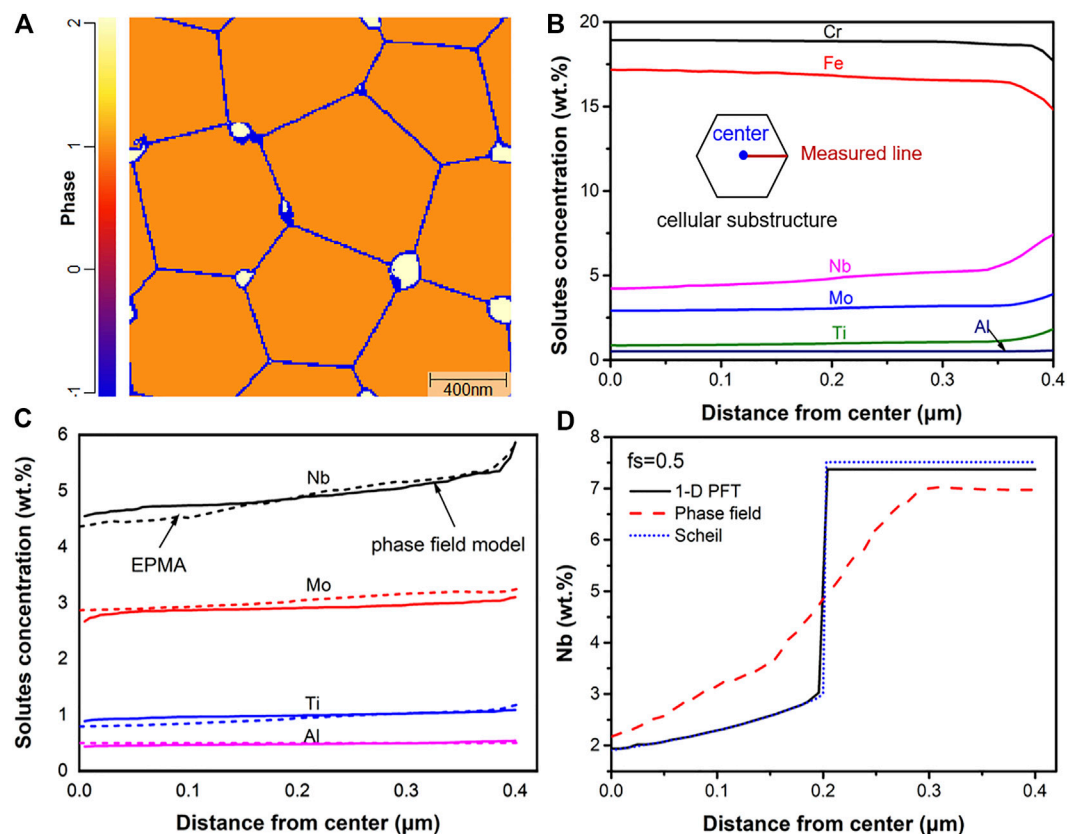 A
2
1
0
-1
Phase
400nm
B
20
15
10
5
0
Solutes concentration (wt.%)
Cr
Fe
center
Measured line
cellular substructure
Nb
Mo
Ti
Al
0.0 0.1 0.2 0.3 0.4
Distance from center (μm)
C
6
5
4
3
2
1
0
Solutes concentration (wt.%)
Nb
EPMA
phase field model
Mo
Ti
Al
0.0 0.1 0.2 0.3 0.4
Distance from center (μm)
D
8
7
6
5
4
3
2
Nb (wt.%)
fs=0.5
1-D PFT
Phase field
Scheil
0.0 0.1 0.2 0.3 0.4
Distance from center (μm)